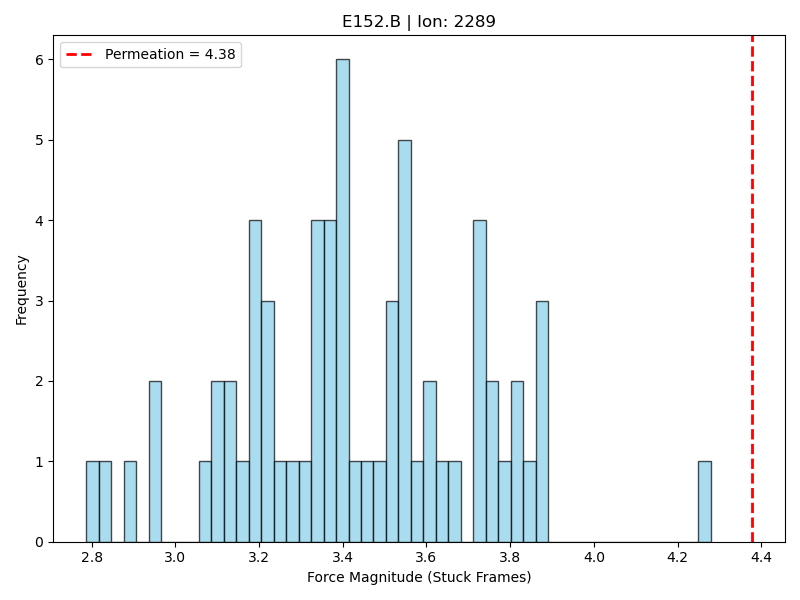 E152.B | Ion: 2289
Permeation = 4.38
Frequency
6
5
4
3
2
1
0
2.8 3.0 3.2 3.4 3.6 3.8 4.0 4.2 4.4
Force Magnitude (Stuck Frames)